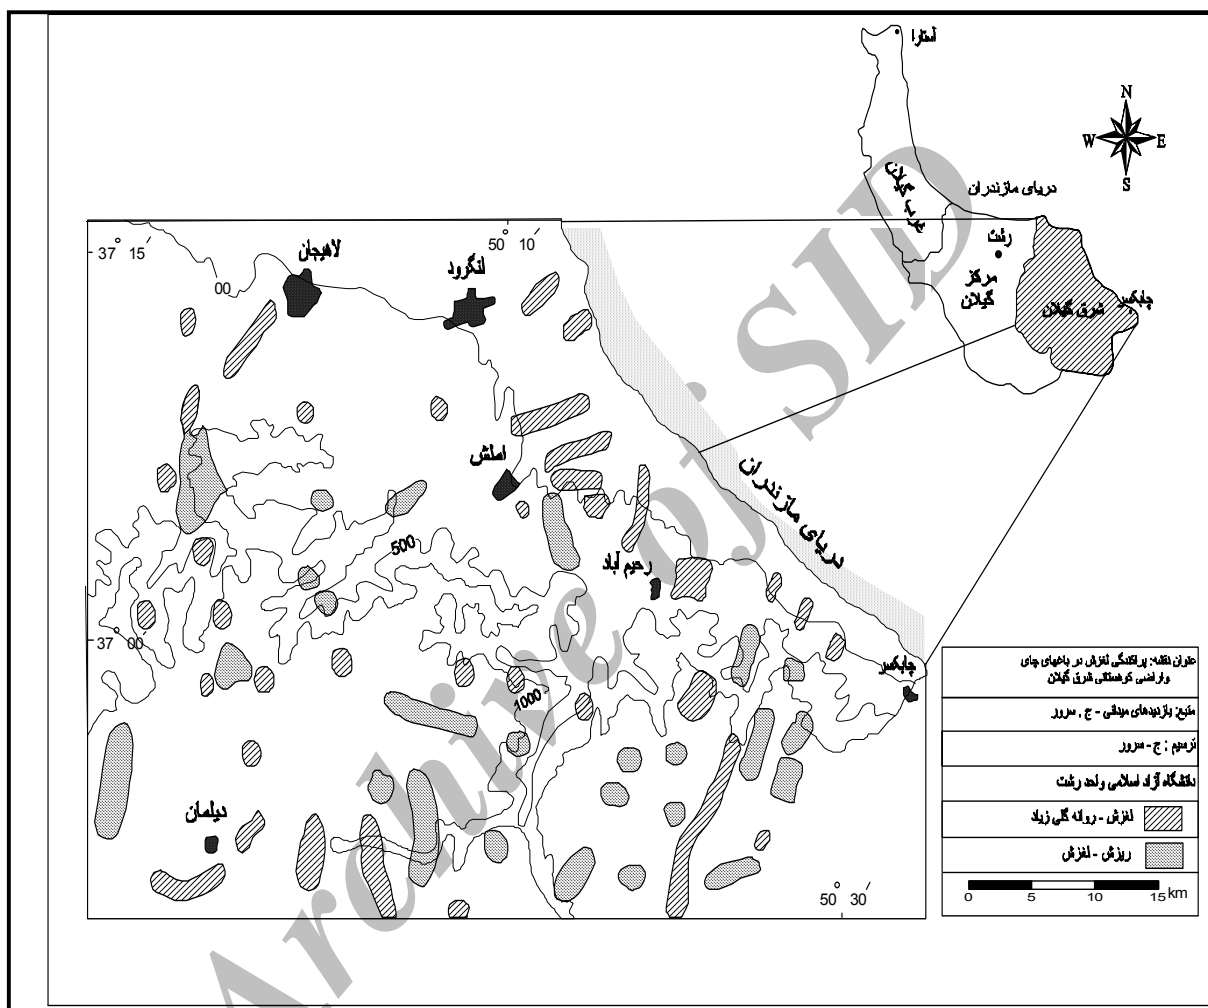 آستارا
N
W E
S
دریای مازندران
غرب گیلان
رشت
مرکز
گیلان
شرق گیلان
چابکسر
37° 15′
50° 10′
لاهیجان
لنگرود
00
املش
500
رحیم آباد
دریای مازندران
37° 00′
چابکسر
1000
دیلمان
50° 30′
عنوان نقشه: پراکندگی لغزش در باغهای چای
واراضی کوهستانی شرق گیلان
منبع: بازدیدهای میدانی - ج . سرور
ترسیم : ج - سرور
دانشگاه آزاد اسلامی واحد رشت
لغزش - روانه گلی زیاد
ریزش - لغزش
0 5 10 15 km
Archive of SID